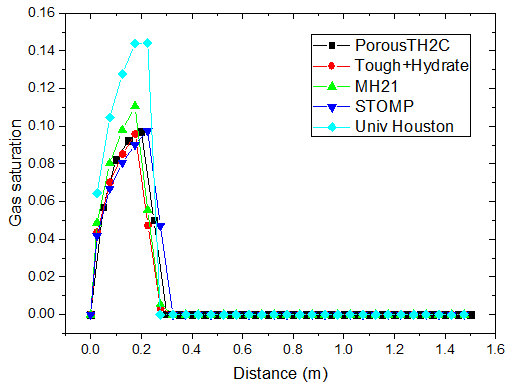 0.16
0.14
0.12
0.10
0.08
0.06
0.04
0.02
0.00
Gas saturation
PorousTH2C
Tough+Hydrate
MH21
STOMP
Univ Houston
0.0 0.2 0.4 0.6 0.8 1.0 1.2 1.4 1.6
Distance (m)